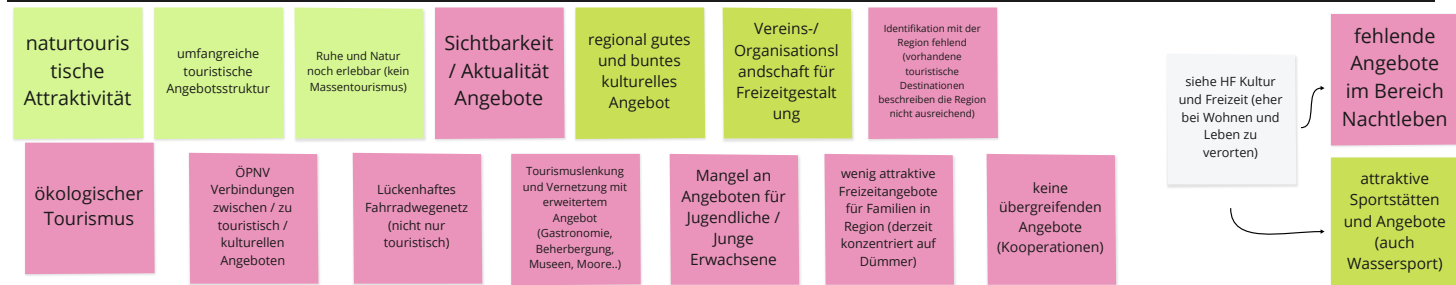 naturtouris
tische
Attraktivität
umfangreiche
touristische
Angebotsstruktur
Ruhe und Natur
noch erlebbar (kein
Massentourismus)
Sichtbarkeit
/ Aktualität
Angebote
regional gutes
und buntes
kulturelles
Angebot
Vereins-/
Organisationsl
andschaft für
Freizeitgestalt
ung
Identifikation mit der
Region fehlend
(vorhandene
touristische
Destinationen
beschreiben die Region
nicht ausreichend)
siehe HF Kultur
und Freizeit (eher
bei Wohnen und
Leben zu
verorten)
fehlende
Angebote
im Bereich
Nachtleben
ökologischer
Tourismus
ÖPNV
Verbindungen
zwischen / zu
touristisch /
kulturellen
Angeboten
Lückenhaftes
Fahrradwegenetz
(nicht nur
touristisch)
Tourismuslenkung
und Vernetzung mit
erweitertem
Angebot
(Gastronomie,
Beherbergung,
Museen, Moore..)
Mangel an
Angeboten für
Jugendliche /
Junge
Erwachsene
wenig attraktive
Freizeitangebote
für Familien in
Region (derzeit
konzentriert auf
Dümmer)
keine
übergreifenden
Angebote
(Kooperationen)
attraktive
Sportstätten
und Angebote
(auch
Wassersport)